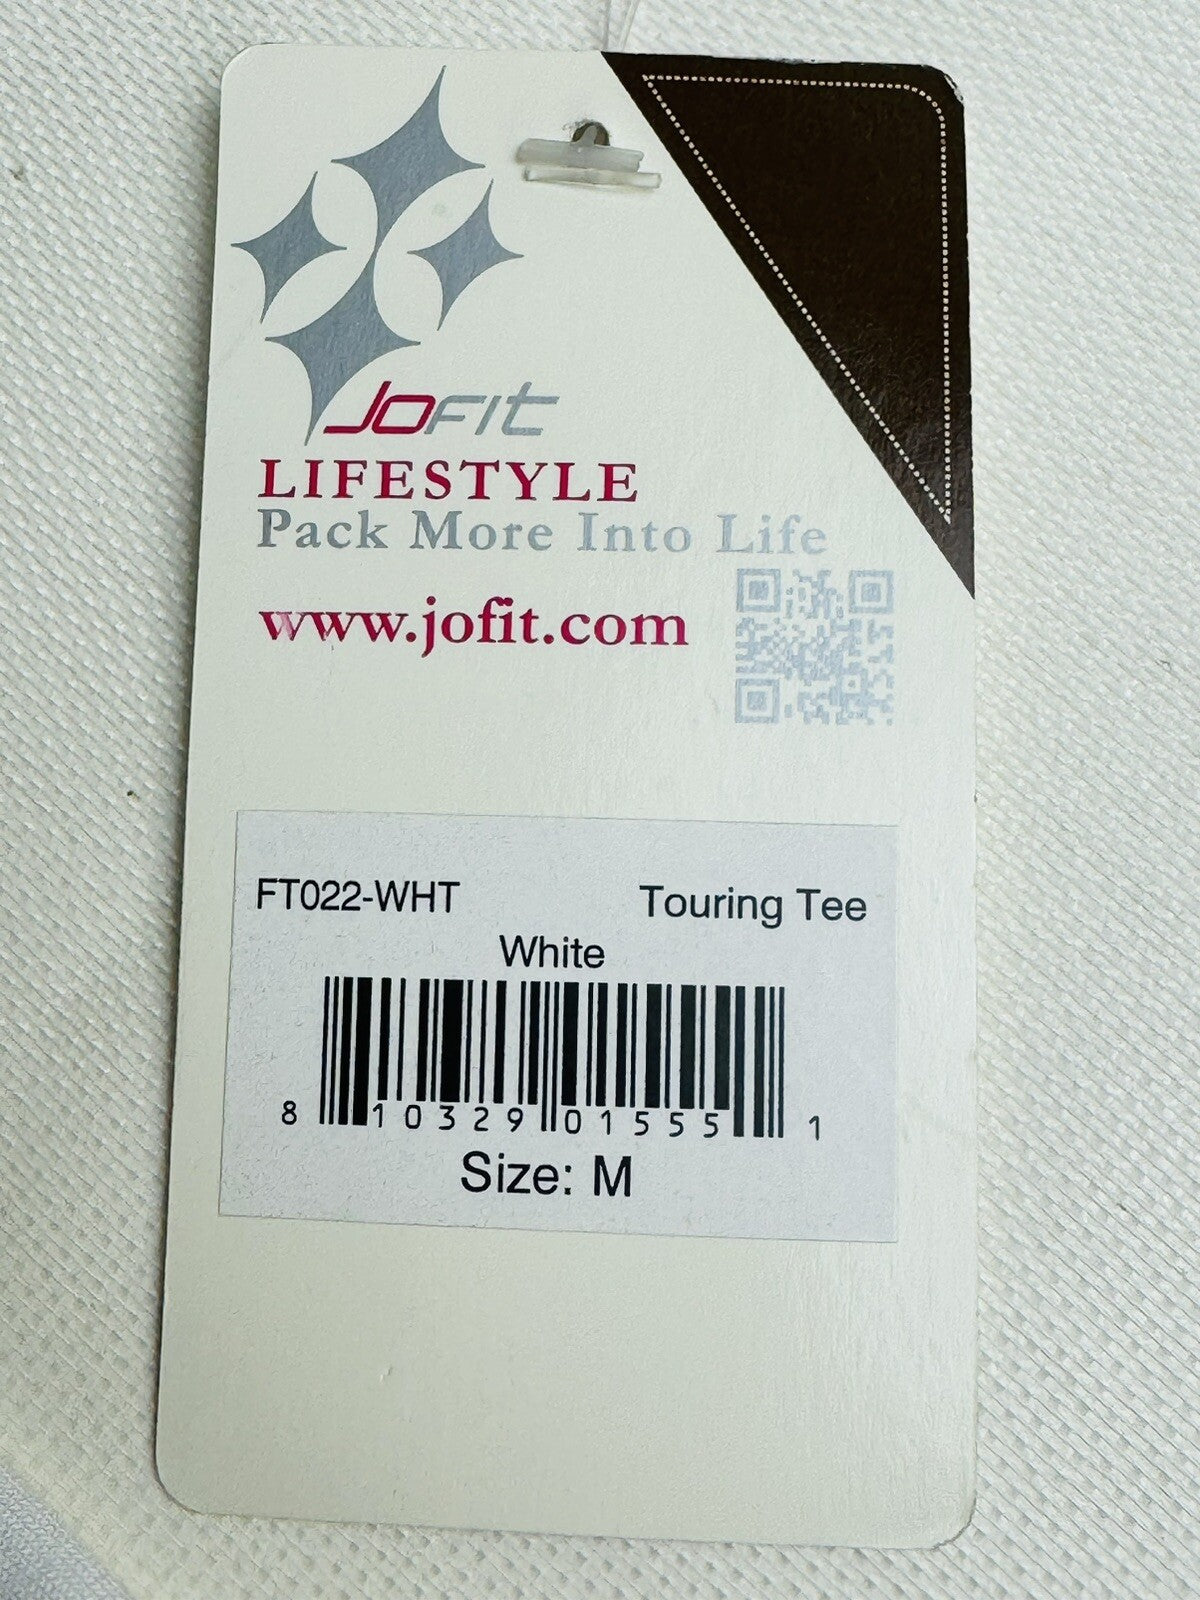 JOFIT
LIFESTYLE
Pack More Into Life
www.jofit.com
FT022-WHT Touring Tee
White
8 10329 01555 1
Size: M